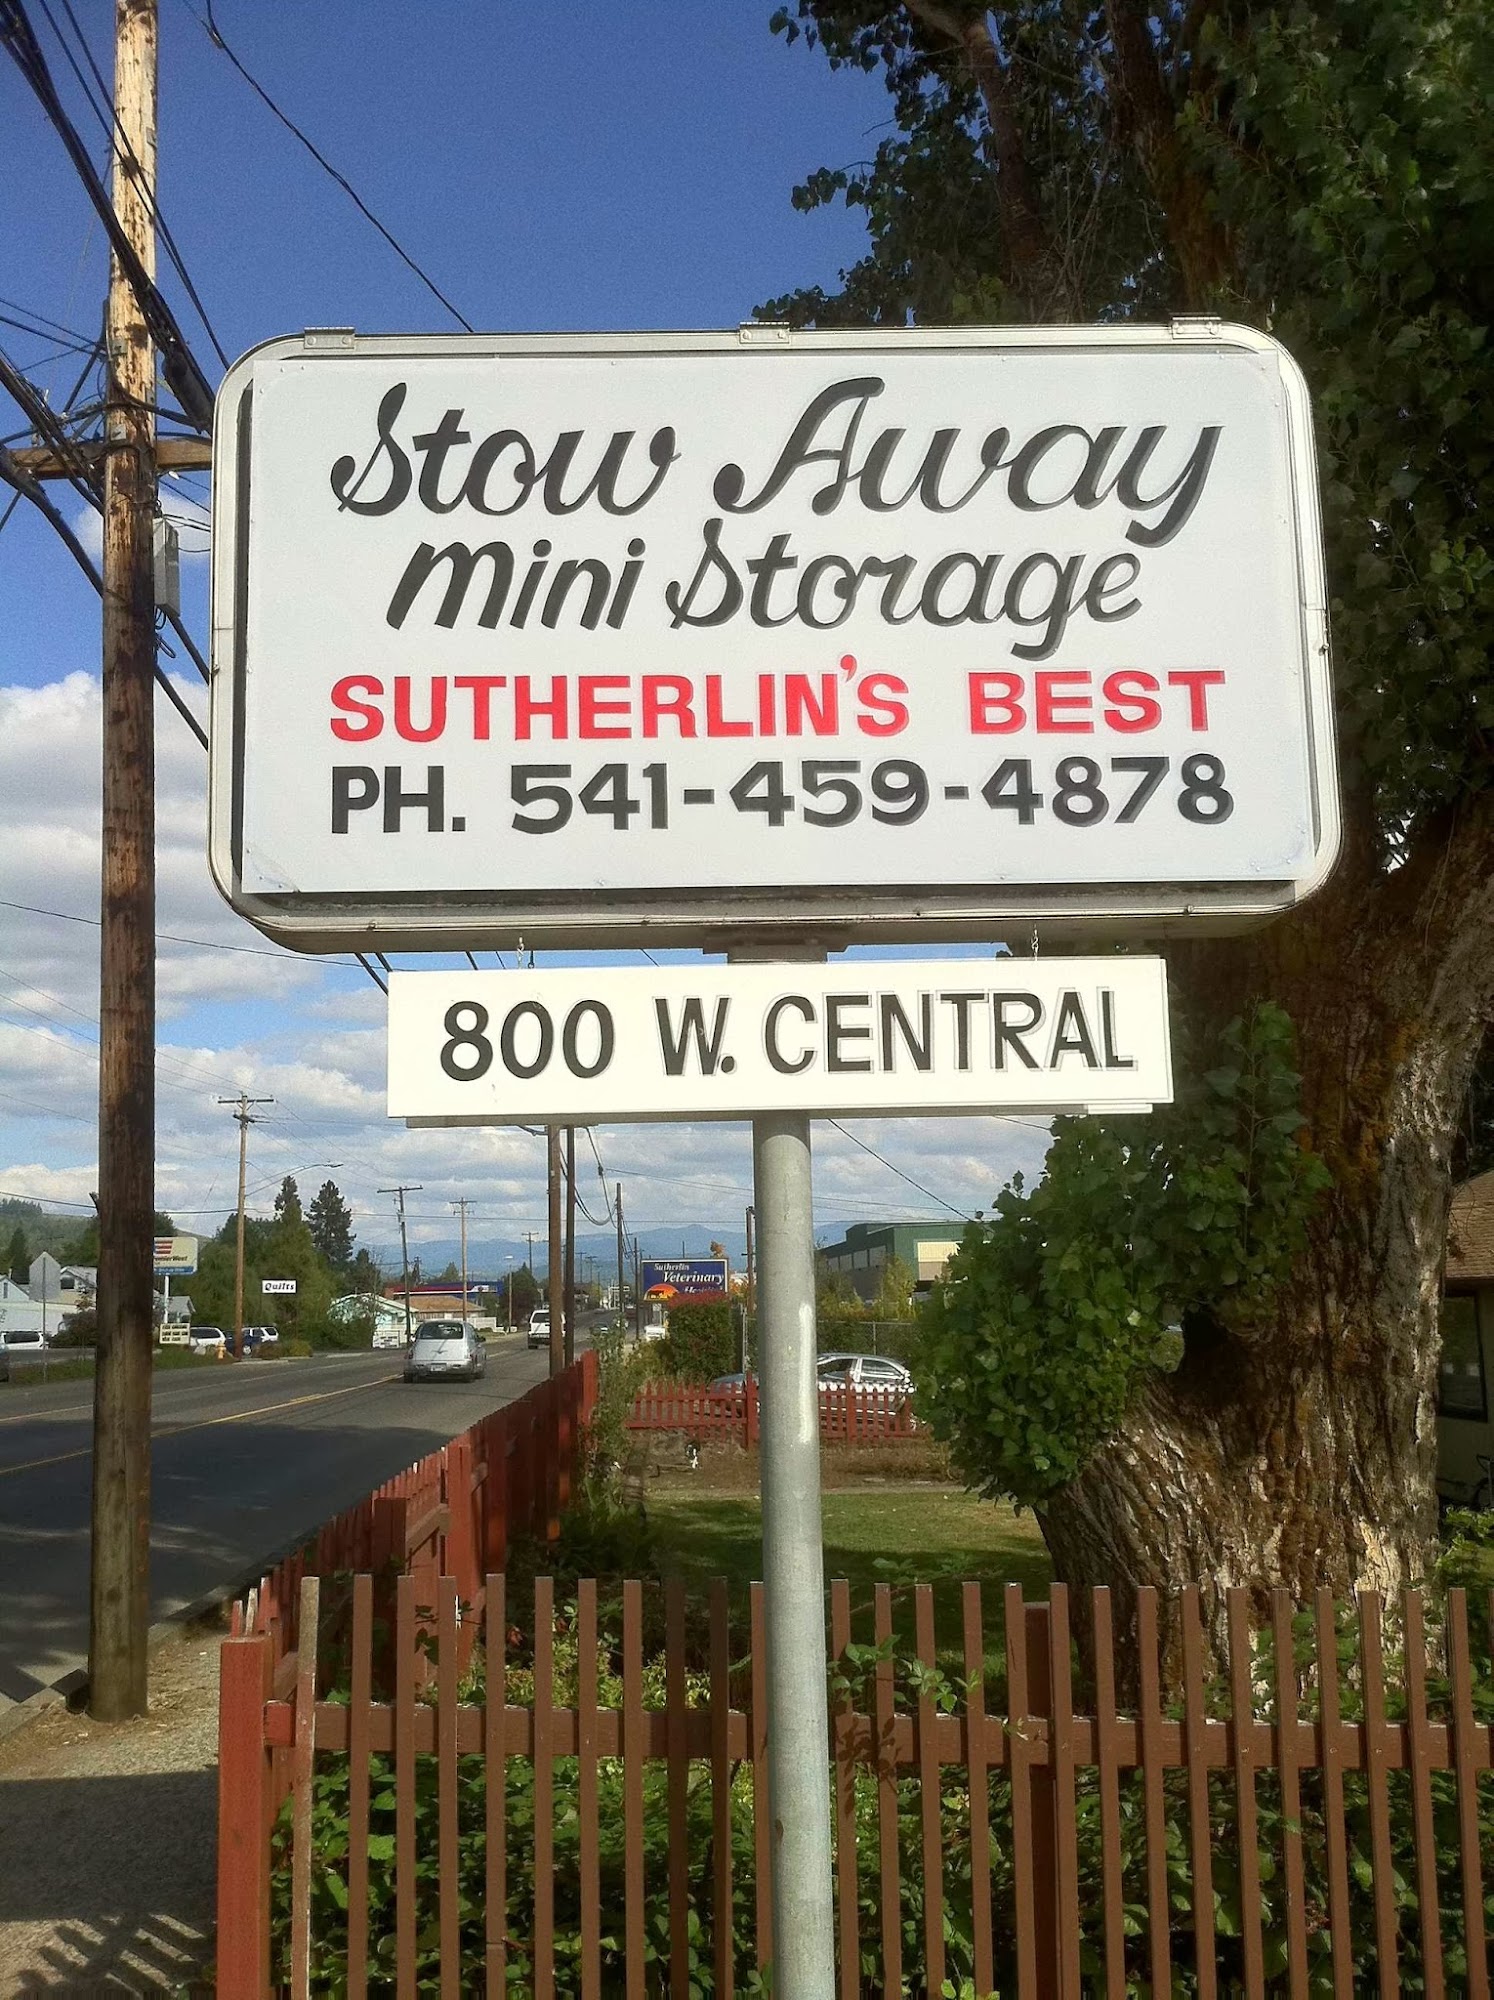 Stow Away
Mini Storage
SUTHERLIN'S BEST
PH. 541-459-4878
800 W. CENTRAL
Quilts
Sutherlin
Veterinary